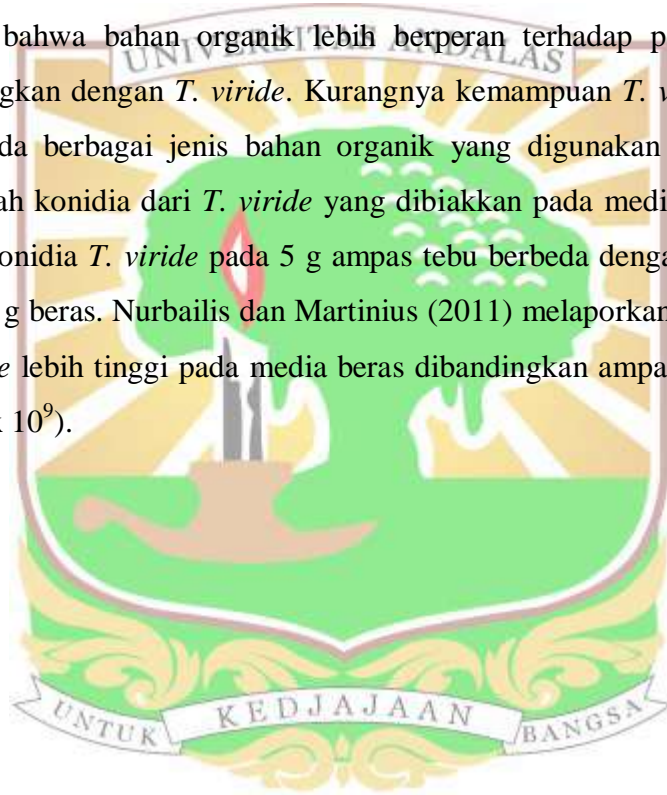 bahwa bahan organik lebih berperan terhadap p
UNIVERSITAS ANDALAS
gkan dengan T. viride. Kurangnya kemampuan T. v
da berbagai jenis bahan organik yang digunakan
ah konidia dari T. viride yang dibiakkan pada medi
onidia T. viride pada 5 g ampas tebu berbeda denga
g beras. Nurbailis dan Martinius (2011) melaporkan
e lebih tinggi pada media beras dibandingkan ampa
x 10⁹).
UNTUK KEDJAJAAN BANGSA